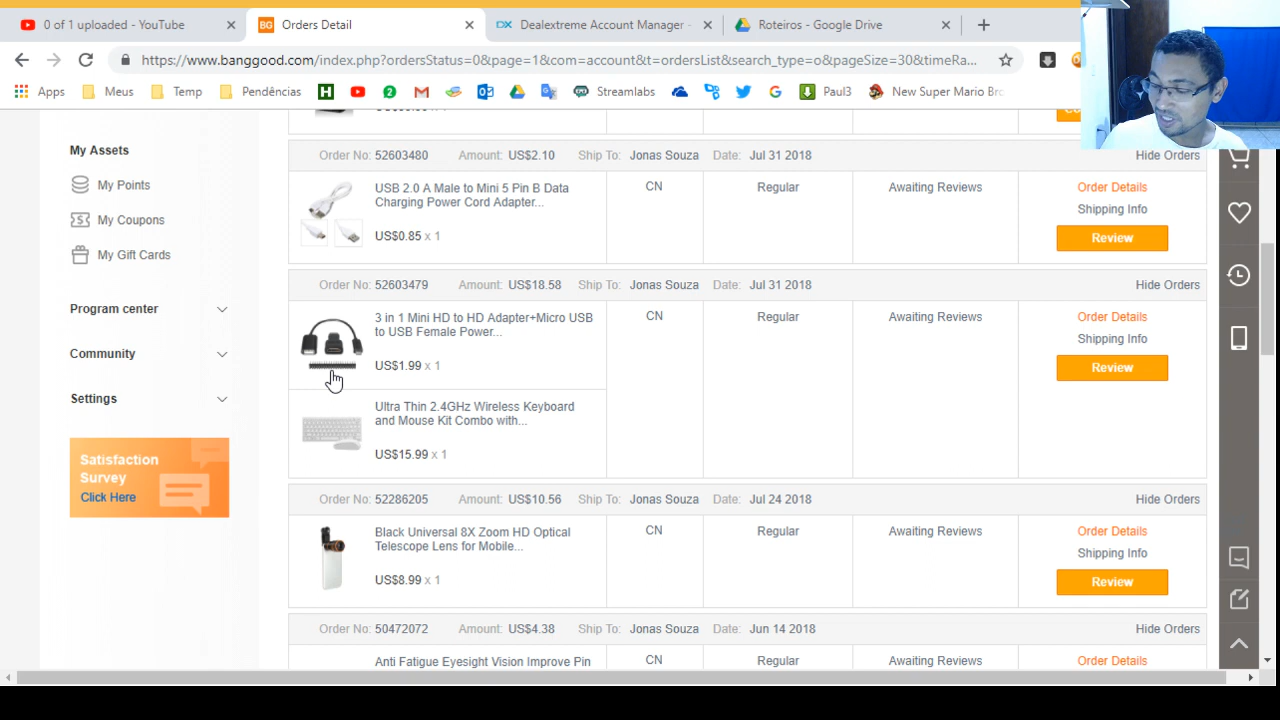 0 of 1 uploaded - YouTube
BG Orders Detail
DX Dealextreme Account Manager -
Roteiros - Google Drive
https://www.banggood.com/index.php?ordersStatus=0&page=1&com=account&t=ordersList&search_type=o&pageSize=30&timeRa...
Apps Meus Temp Pendências H 2 Streamlabs G Paul3 New Super Mario Bro
My Assets
My Points
My Coupons
My Gift Cards
Program center
Community
Settings
Satisfaction
Survey
Click Here
Order No: 52603480 Amount: US$2.10 Ship To: Jonas Souza Date: Jul 31 2018 Hide Orders
USB 2.0 A Male to Mini 5 Pin B Data
Charging Power Cord Adapter...
US$0.85 x 1
CN Regular Awaiting Reviews Order Details
Shipping Info
Review
Order No: 52603479 Amount: US$18.58 Ship To: Jonas Souza Date: Jul 31 2018 Hide Orders
3 in 1 Mini HD to HD Adapter+Micro USB
to USB Female Power...
US$1.99 x 1
CN Regular Awaiting Reviews Order Details
Shipping Info
Review
Ultra Thin 2.4GHz Wireless Keyboard
and Mouse Kit Combo with...
US$15.99 x 1
Order No: 52286205 Amount: US$10.56 Ship To: Jonas Souza Date: Jul 24 2018 Hide Orders
Black Universal 8X Zoom HD Optical
Telescope Lens for Mobile...
US$8.99 x 1
CN Regular Awaiting Reviews Order Details
Shipping Info
Review
Order No: 50472072 Amount: US$4.38 Ship To: Jonas Souza Date: Jun 14 2018 Hide Orders
Anti Fatigue Eyesight Vision Improve Pin
CN Regular Awaiting Reviews Order Details